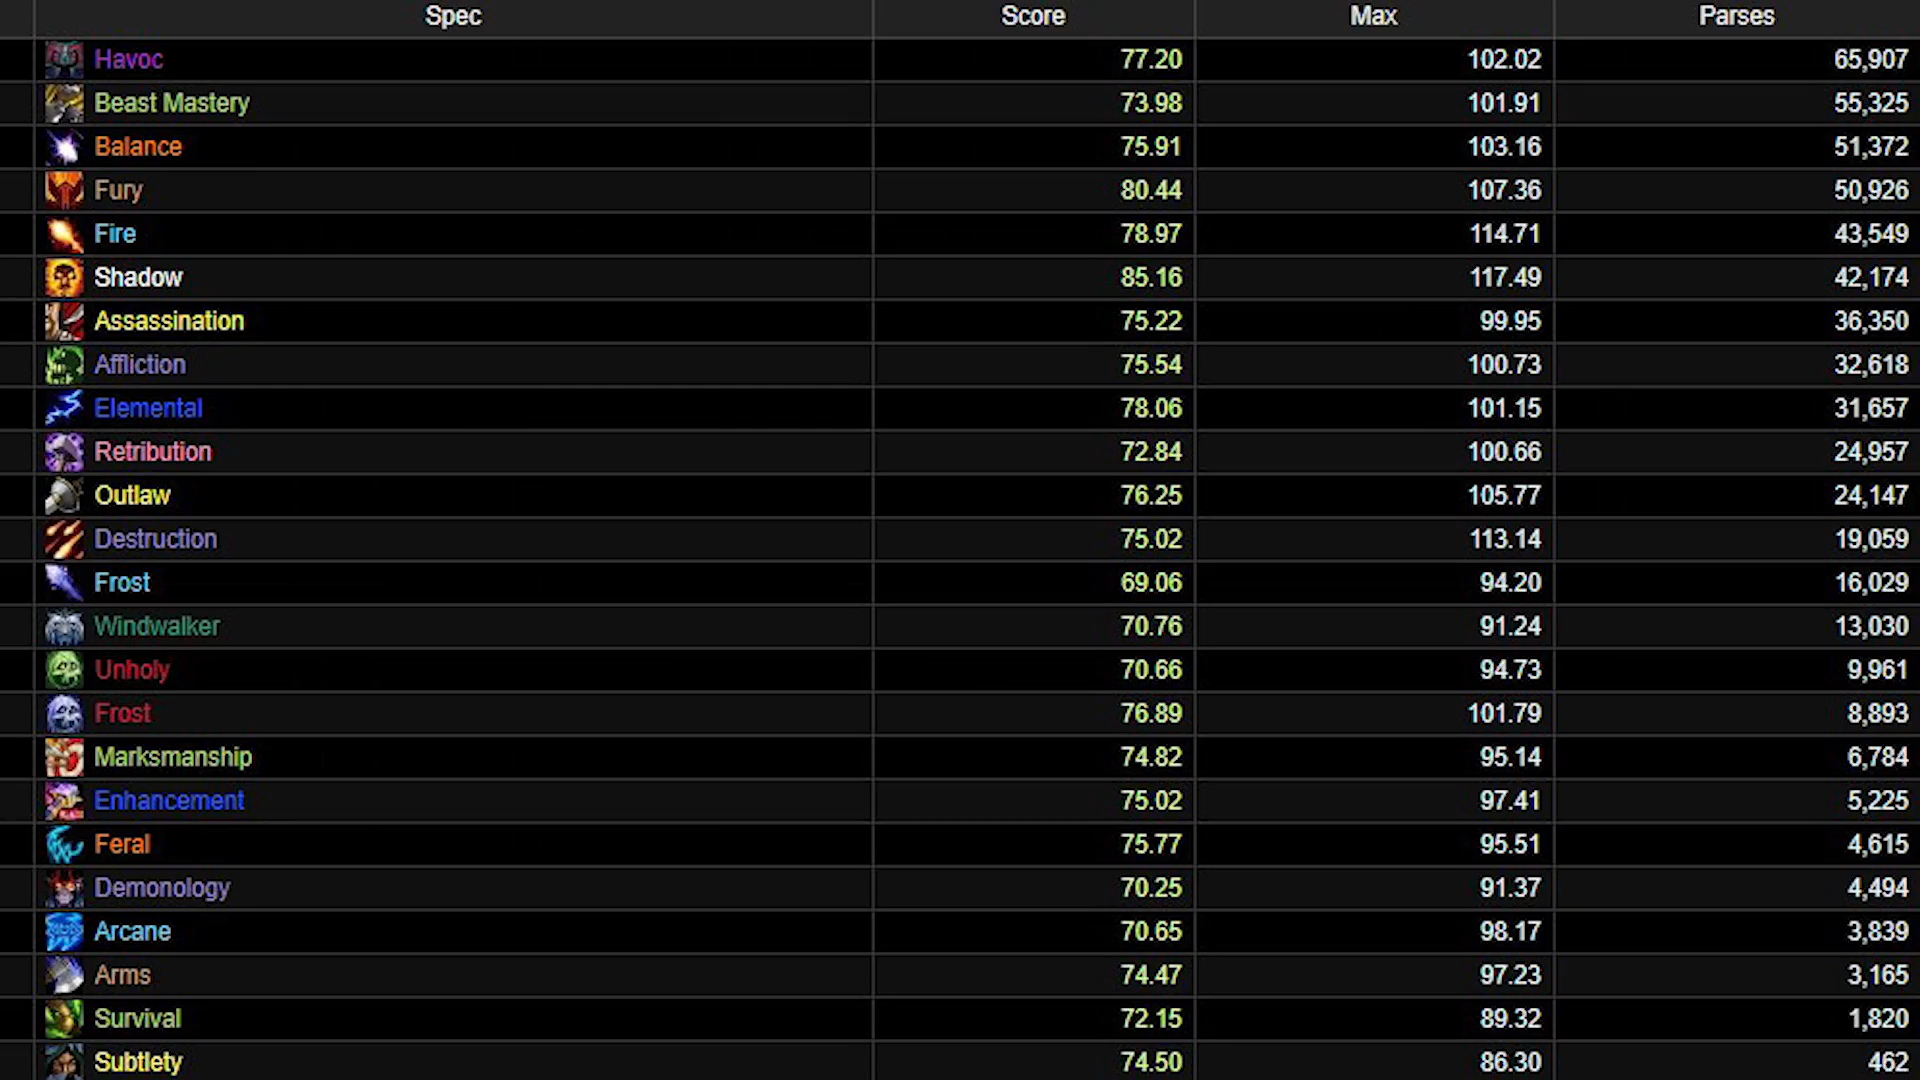 Spec Score Max Parses
Havoc 77.20 102.02 65,907
Beast Mastery 73.98 101.91 55,325
Balance 75.91 103.16 51,372
Fury 80.44 107.36 50,926
Fire 78.97 114.71 43,549
Shadow 85.16 117.49 42,174
Assassination 75.22 99.95 36,350
Affliction 75.54 100.73 32,618
Elemental 78.06 101.15 31,657
Retribution 72.84 100.66 24,957
Outlaw 76.25 105.77 24,147
Destruction 75.02 113.14 19,059
Frost 69.06 94.20 16,029
Windwalker 70.76 91.24 13,030
Unholy 70.66 94.73 9,961
Frost 76.89 101.79 8,893
Marksmanship 74.82 95.14 6,784
Enhancement 75.02 97.41 5,225
Feral 75.77 95.51 4,615
Demonology 70.25 91.37 4,494
Arcane 70.65 98.17 3,839
Arms 74.47 97.23 3,165
Survival 72.15 89.32 1,820
Subtlety 74.50 86.30 462